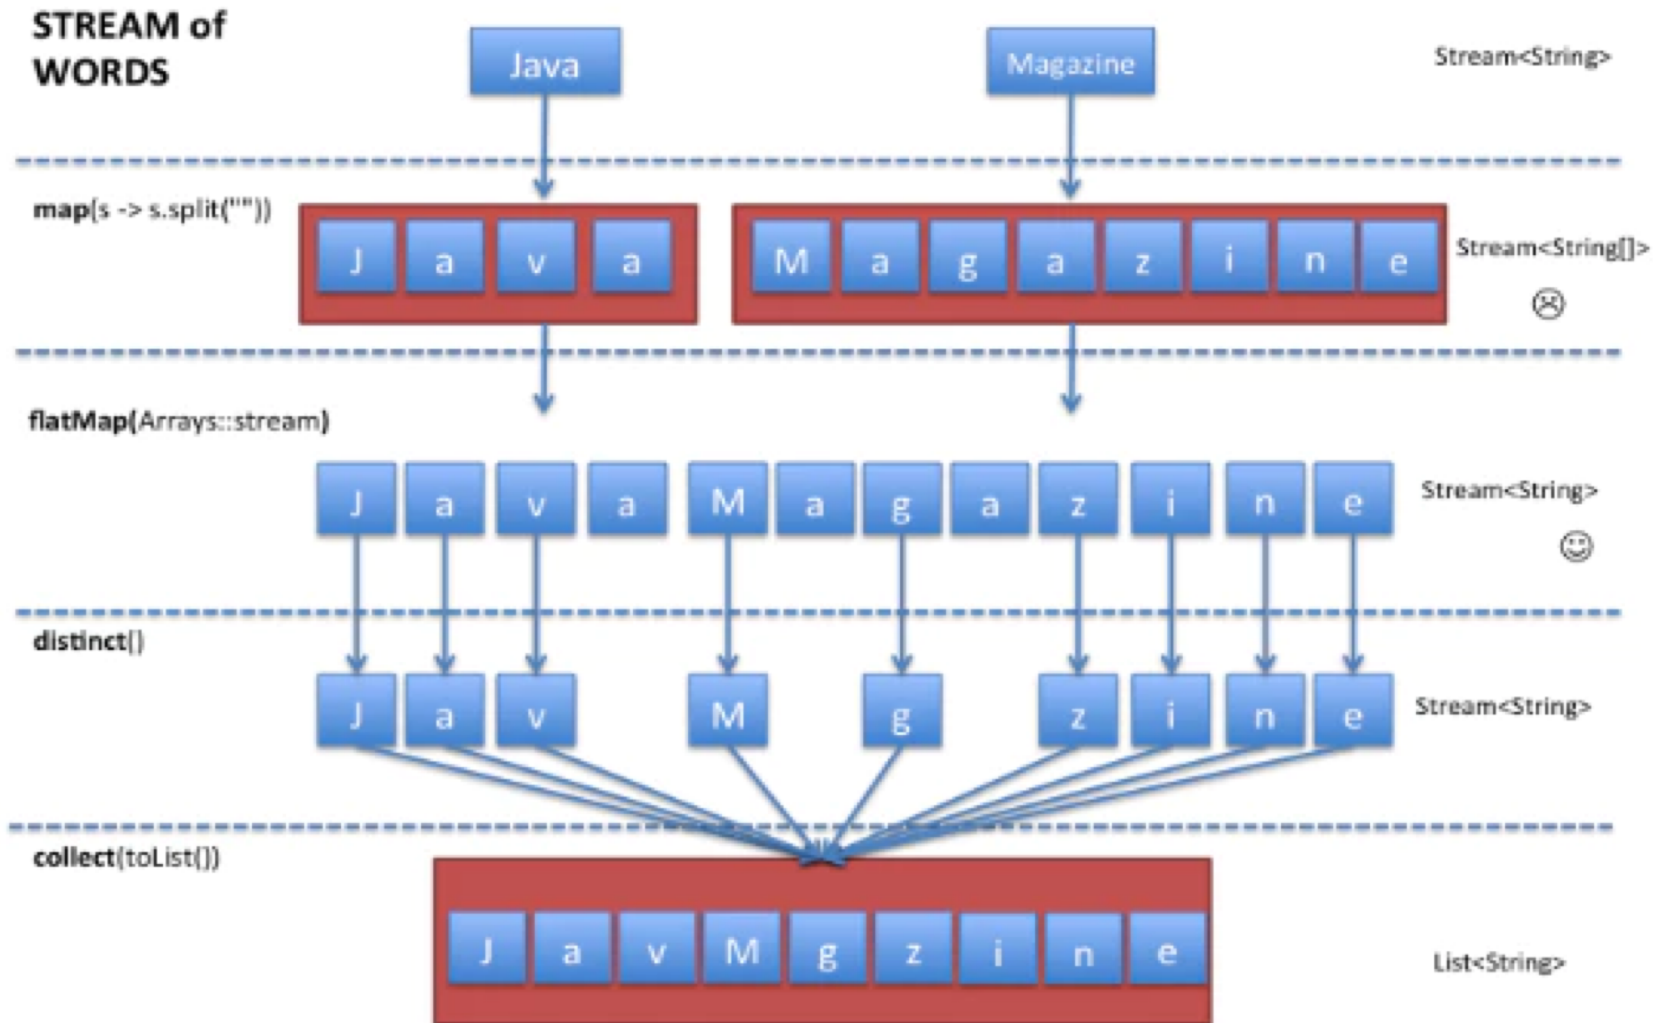 STREAM of
WORDS
Java Magazine Stream<String>
map(s -> s.split(""))
J a v a M a g a z i n e Stream<String[]>
☹
flatMap(Arrays::stream)
J a v a M a g a z i n e Stream<String>
☺
distinct()
J a v M g z i n e Stream<String>
collect(toList())
J a v M g z i n e List<String>